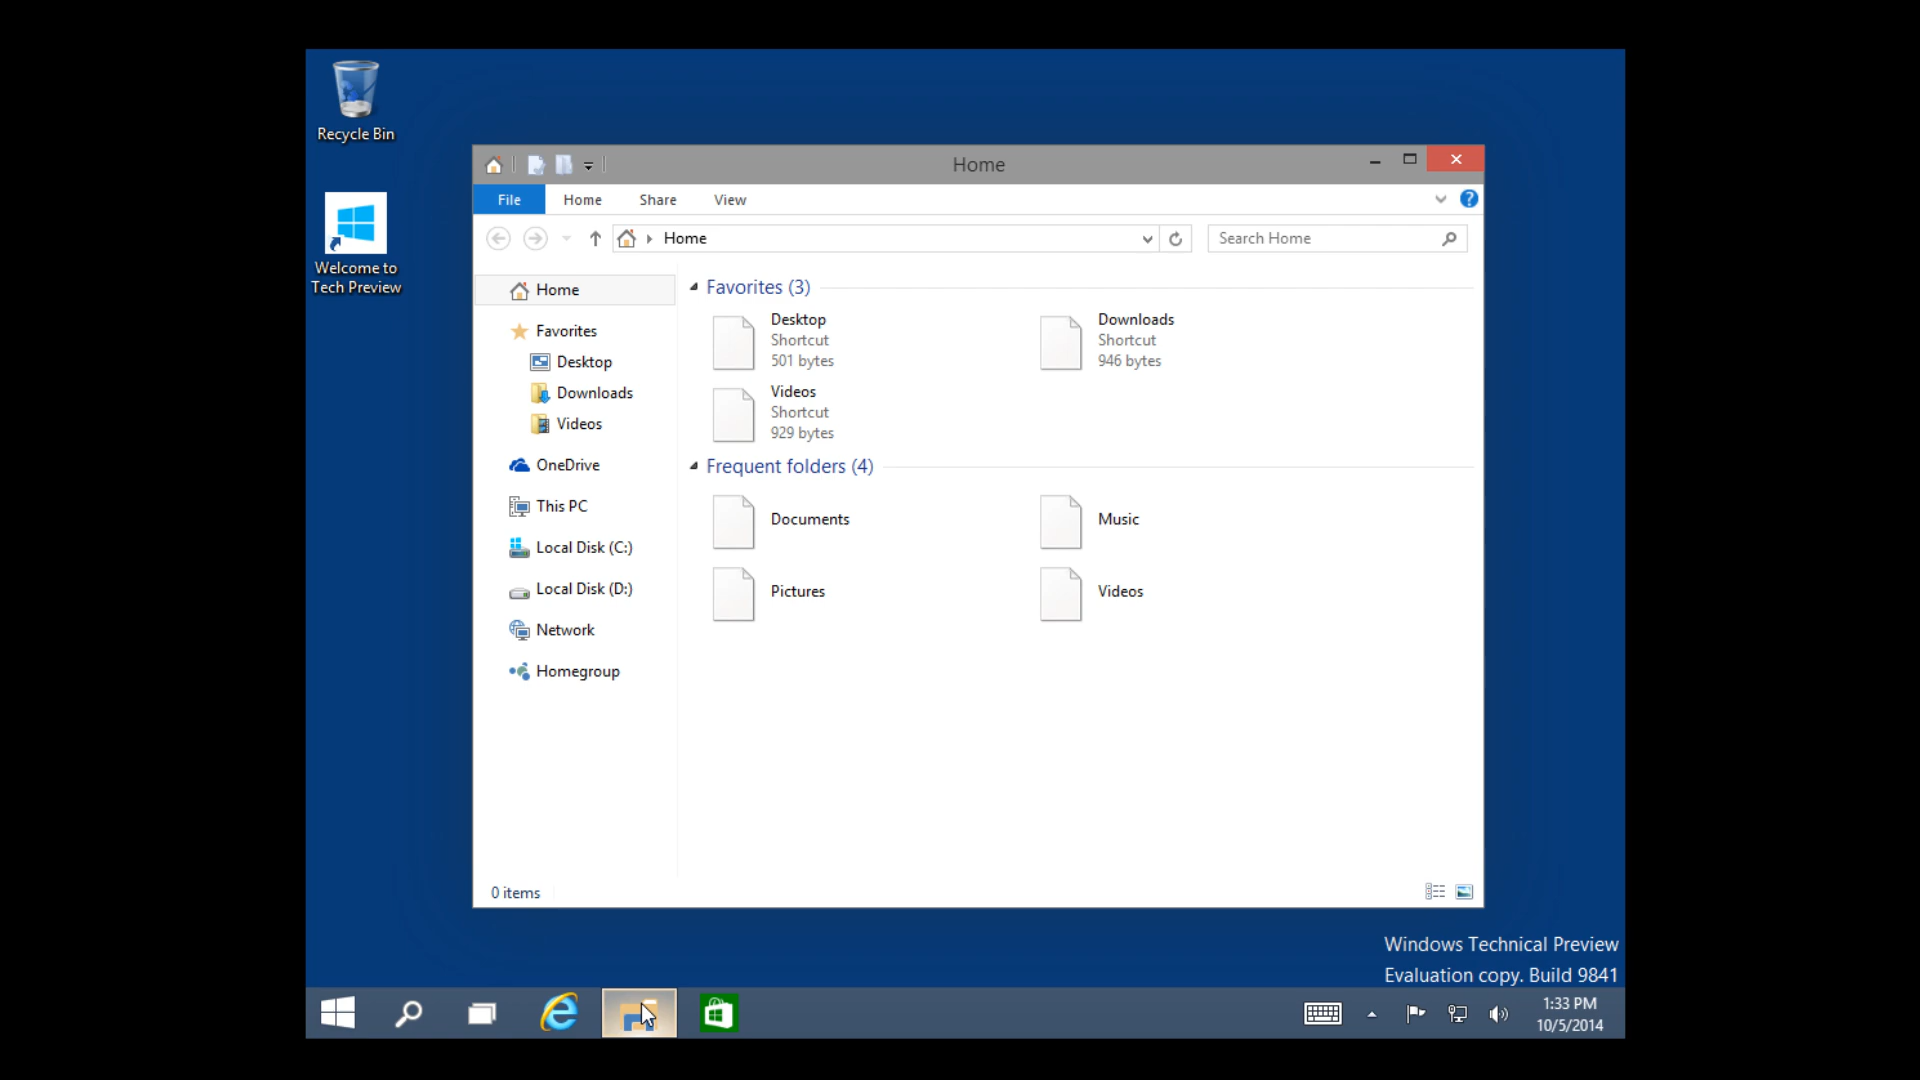 Recycle Bin
Welcome to
Tech Preview
Home
File
Home
Share
View
Home
Search Home
Home
Favorites
Desktop
Downloads
Videos
OneDrive
This PC
Local Disk (C:)
Local Disk (D:)
Network
Homegroup
Favorites (3)
Desktop
Shortcut
501 bytes
Downloads
Shortcut
946 bytes
Videos
Shortcut
929 bytes
Frequent folders (4)
Documents
Music
Pictures
Videos
0 items
Windows Technical Preview
Evaluation copy. Build 9841
1:33 PM
10/5/2014